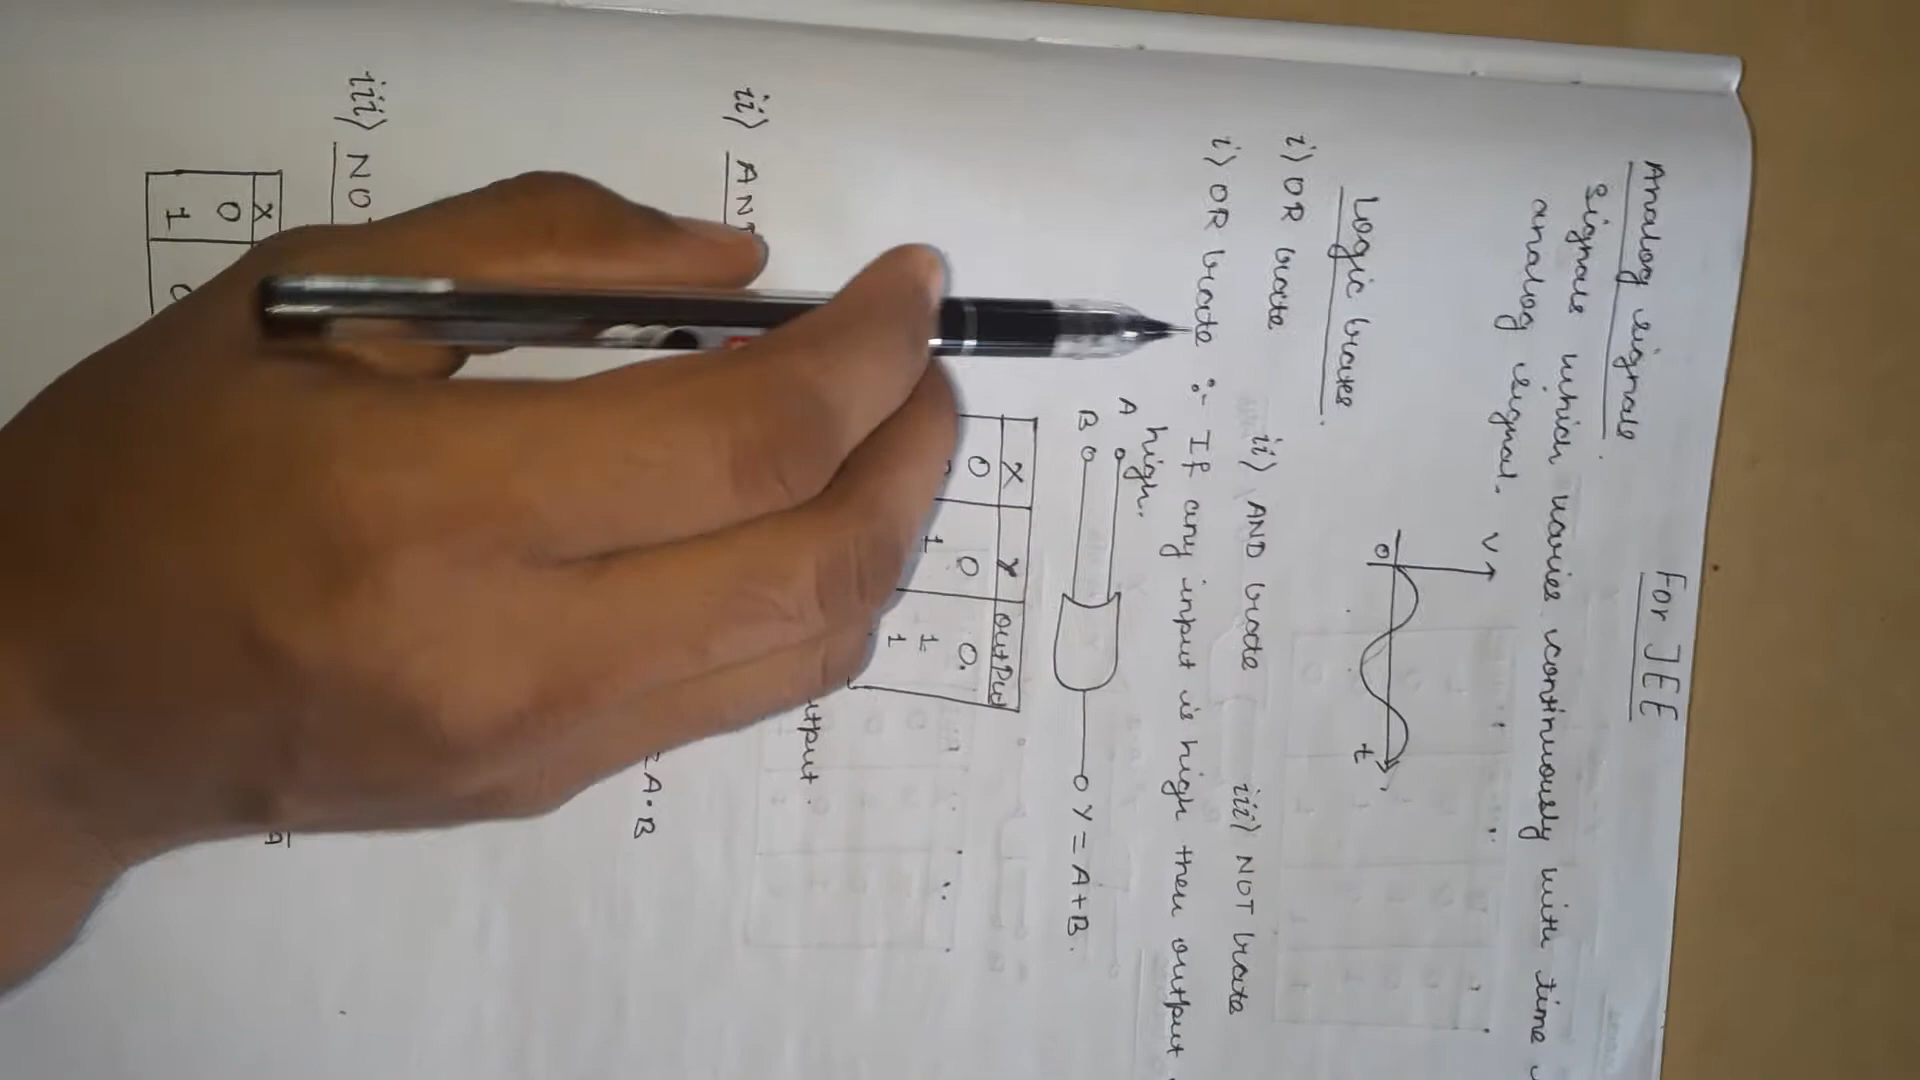 For JEE
Analog signals
signals which varies continuously with time
analog signal.
V
0
t
Logic Gates
i) OR Gate ii) AND Gate iii) NOT Gate
i) OR Gate :- If any input is high then output
high.
A
B
Y = A+B.
X Y OutPut
0 0 0
1 1
1
ii)
utput.
A·B
iii)
X
0
1
A